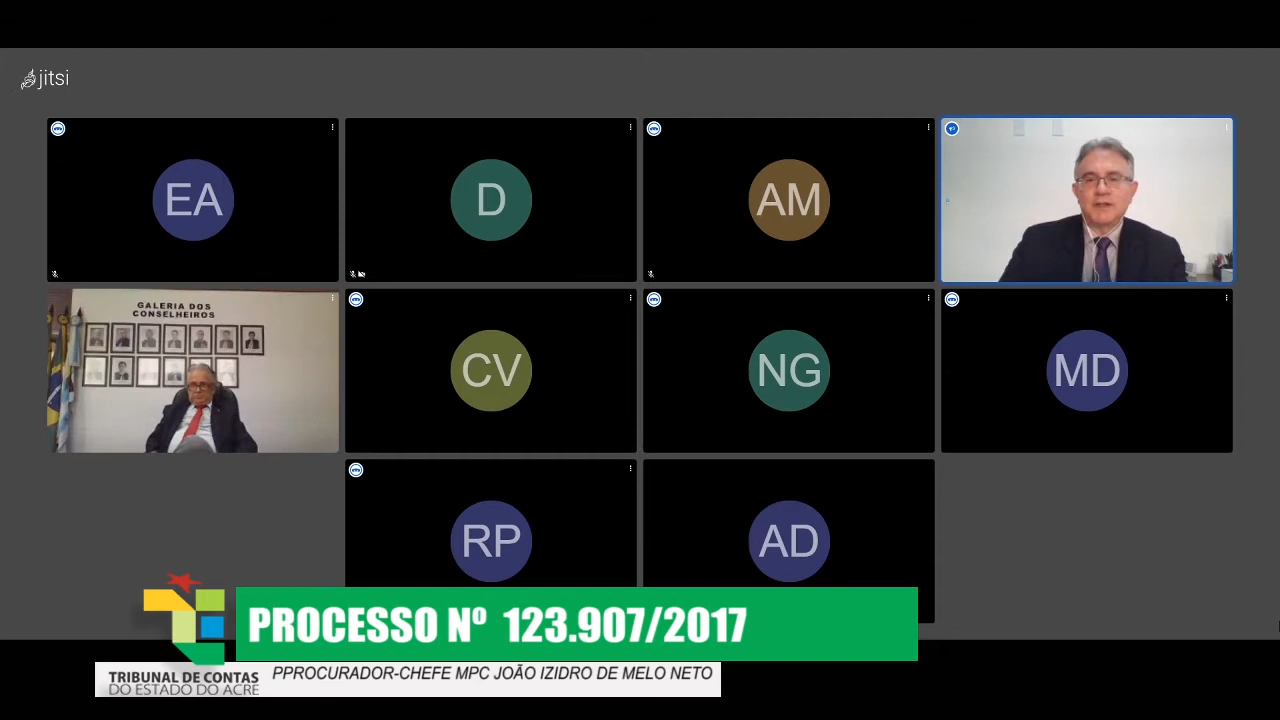 jitsi
EA
D
AM
GALERIA DOS
CONSELHEIROS
CV
NG
MD
RP
AD
PROCESSO Nº 123.907/2017
TRIBUNAL DE CONTAS
DO ESTADO DO ACRE
PPROCURADOR-CHEFE MPC JOÃO IZIDRO DE MELO NETO